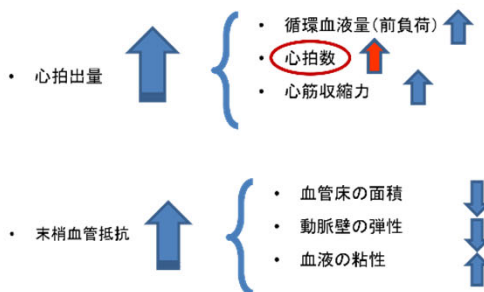 ・ 循環血液量(前負荷)
・ 心拍数
・ 心拍出量
・ 心筋収縮力
・ 血管床の面積
・ 末梢血管抵抗
・ 動脈壁の弾性
・ 血液の粘性